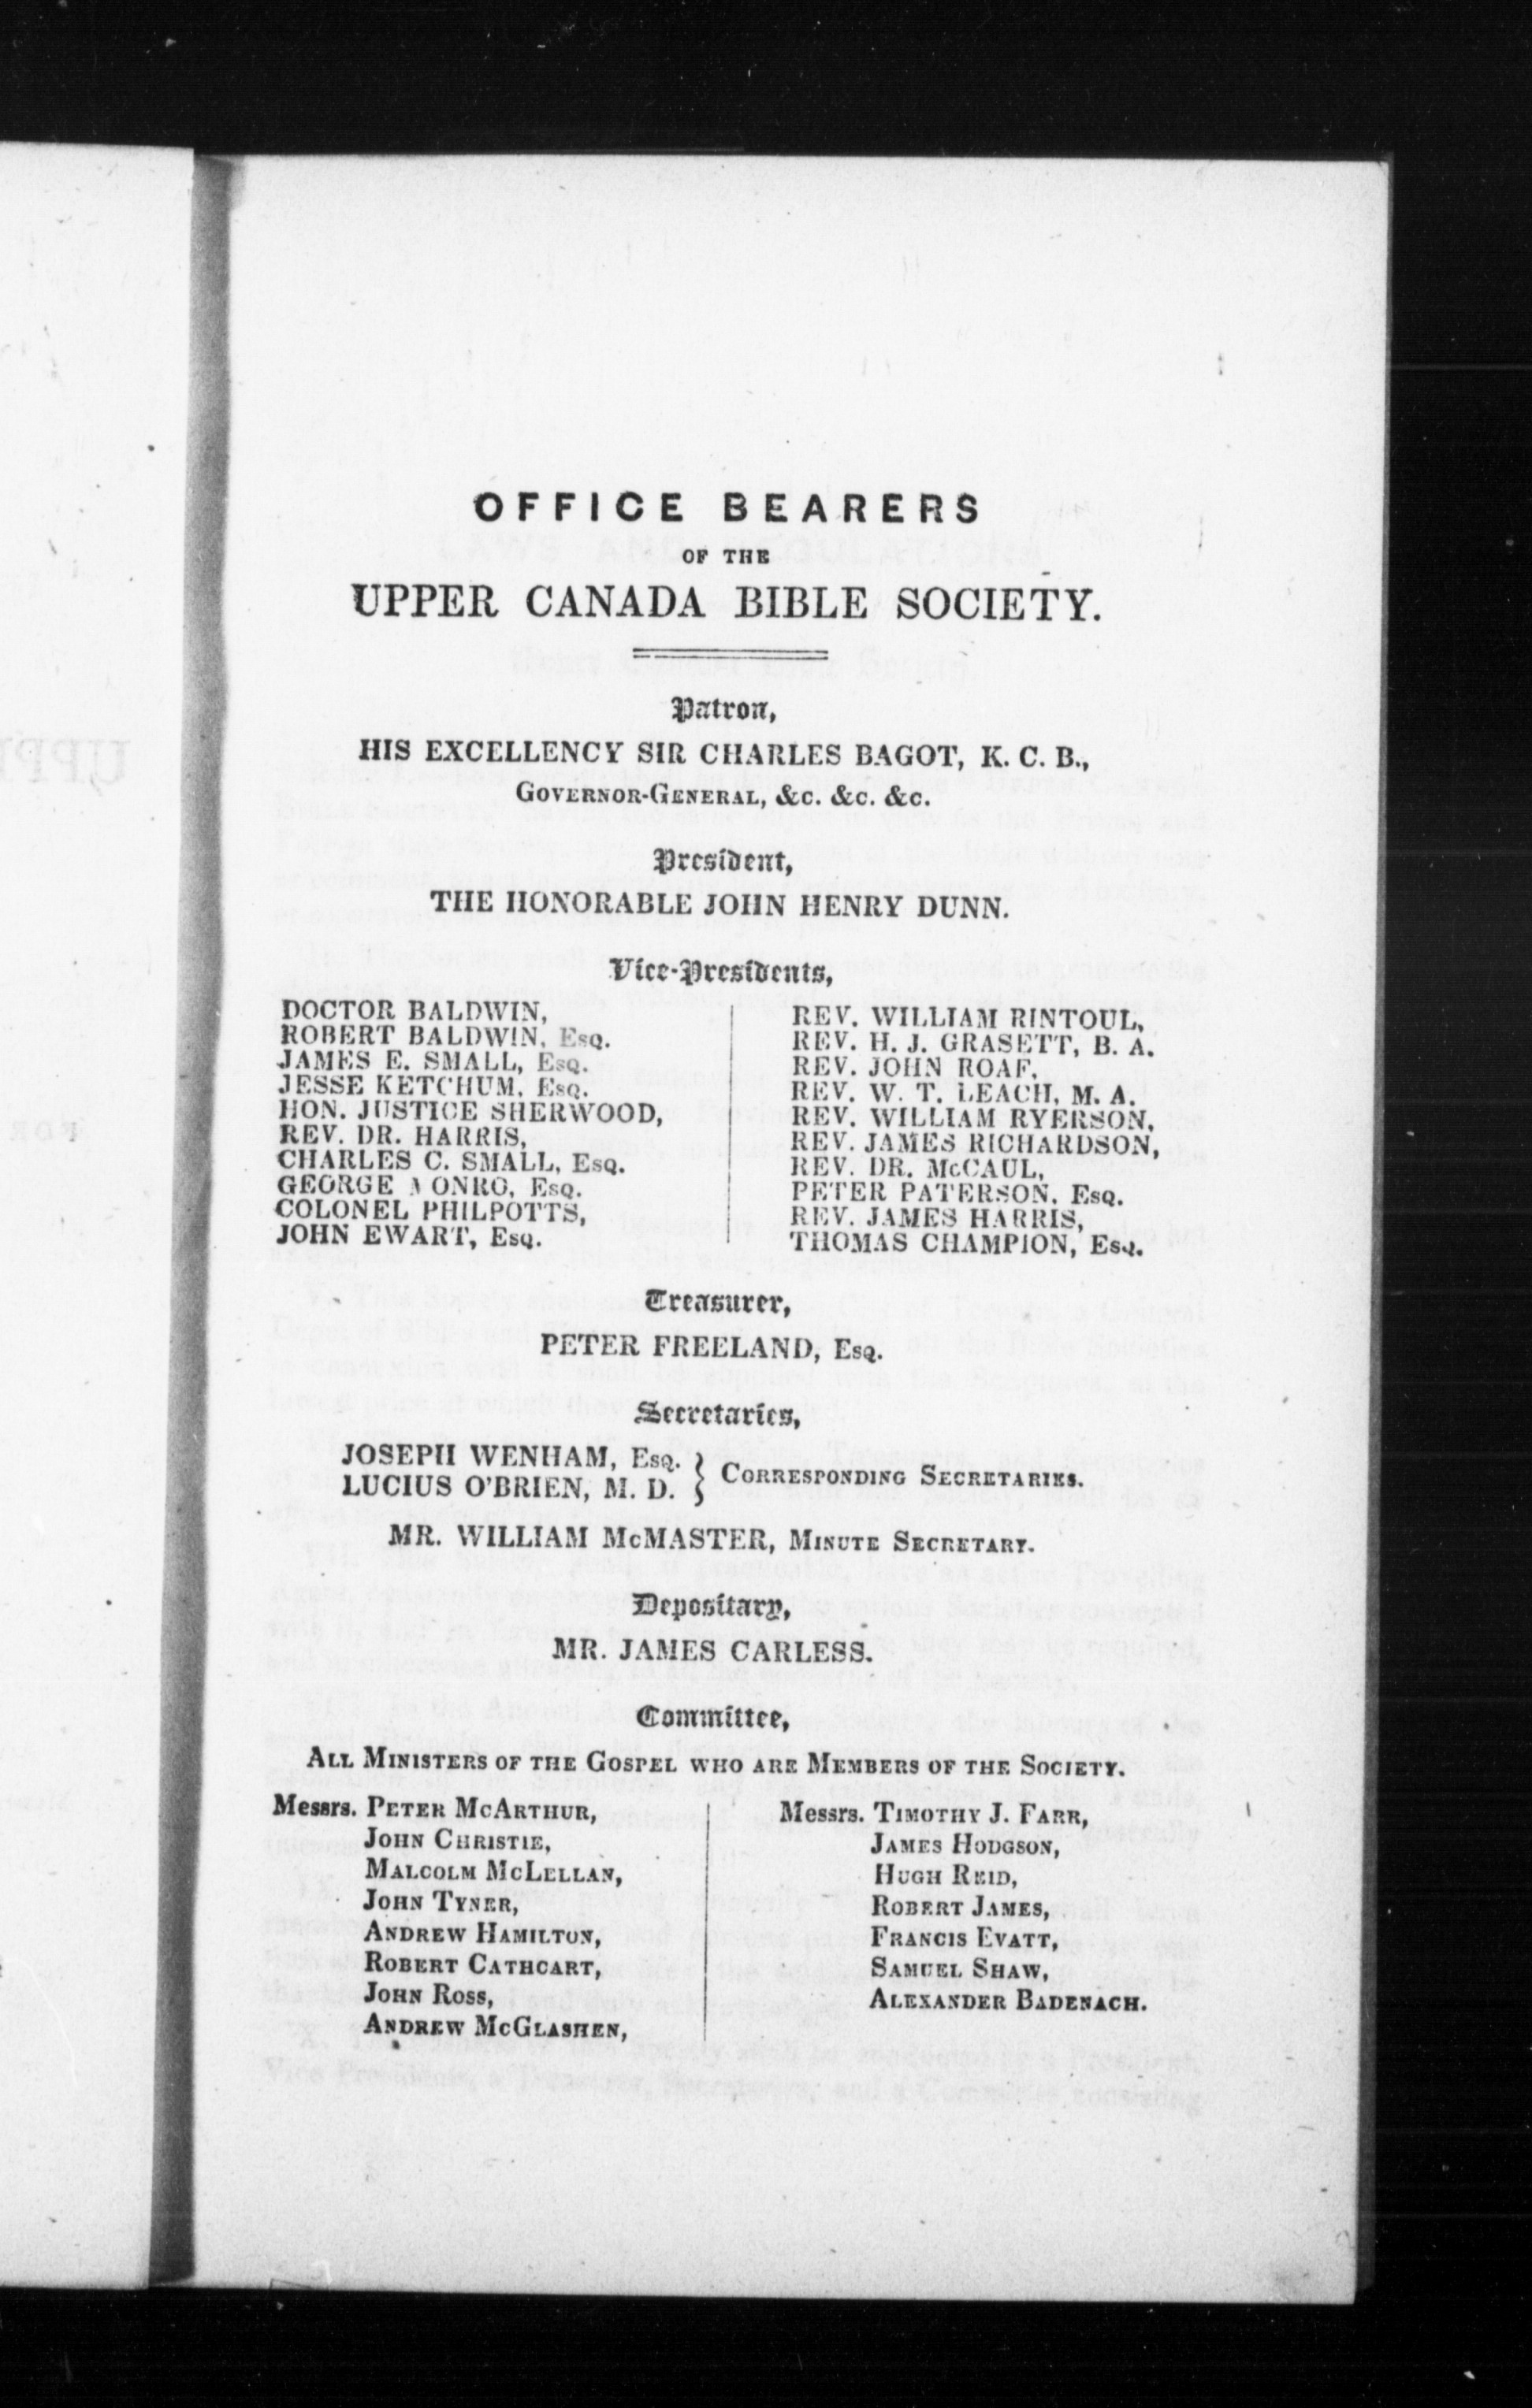 OFFICE BEARERS
OF THE
UPPER CANADA BIBLE SOCIETY.
Patron,
HIS EXCELLENCY SIR CHARLES BAGOT, K. C. B.,
GOVERNOR-GENERAL, &C. &C. &C.
President,
THE HONORABLE JOHN HENRY DUNN.
Vice-Presidents,
DOCTOR BALDWIN,
ROBERT BALDWIN, ESQ.
JAMES E. SMALL, ESQ.
JESSE KETCHUM, ESQ.
HON. JUSTICE SHERWOOD,
REV. DR. HARRIS,
CHARLES C. SMALL, ESQ.
GEORGE MONRO, ESQ.
COLONEL PHILPOTTS,
JOHN EWART, ESQ.
REV. WILLIAM RINTOUL,
REV. H. J. GRASETT, B. A.
REV. JOHN ROAF,
REV. W. T. LEACH, M. A.
REV. WILLIAM RYERSON,
REV. JAMES RICHARDSON,
REV. DR. McCAUL,
PETER PATERSON, ESQ.
REV. JAMES HARRIS,
THOMAS CHAMPION, ESQ.
Treasurer,
PETER FREELAND, ESQ.
Secretaries,
JOSEPH WENHAM, ESQ.
LUCIUS O'BRIEN, M. D. } CORRESPONDING SECRETARIES.
MR. WILLIAM McMASTER, MINUTE SECRETARY.
Depositary,
MR. JAMES CARLESS.
Committee,
ALL MINISTERS OF THE GOSPEL WHO ARE MEMBERS OF THE SOCIETY.
Messrs. PETER McARTHUR,
JOHN CHRISTIE,
MALCOLM McLELLAN,
JOHN TYNER,
ANDREW HAMILTON,
ROBERT CATHCART,
JOHN ROSS,
ANDREW McGLASHEN,
Messrs. TIMOTHY J. FARR,
JAMES HODGSON,
HUGH REID,
ROBERT JAMES,
FRANCIS EVATT,
SAMUEL SHAW,
ALEXANDER BADENACH.